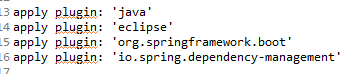 13 apply plugin: 'java'
14 apply plugin: 'eclipse'
15 apply plugin: 'org.springframework.boot'
16 apply plugin: 'io.spring.dependency-management'
17